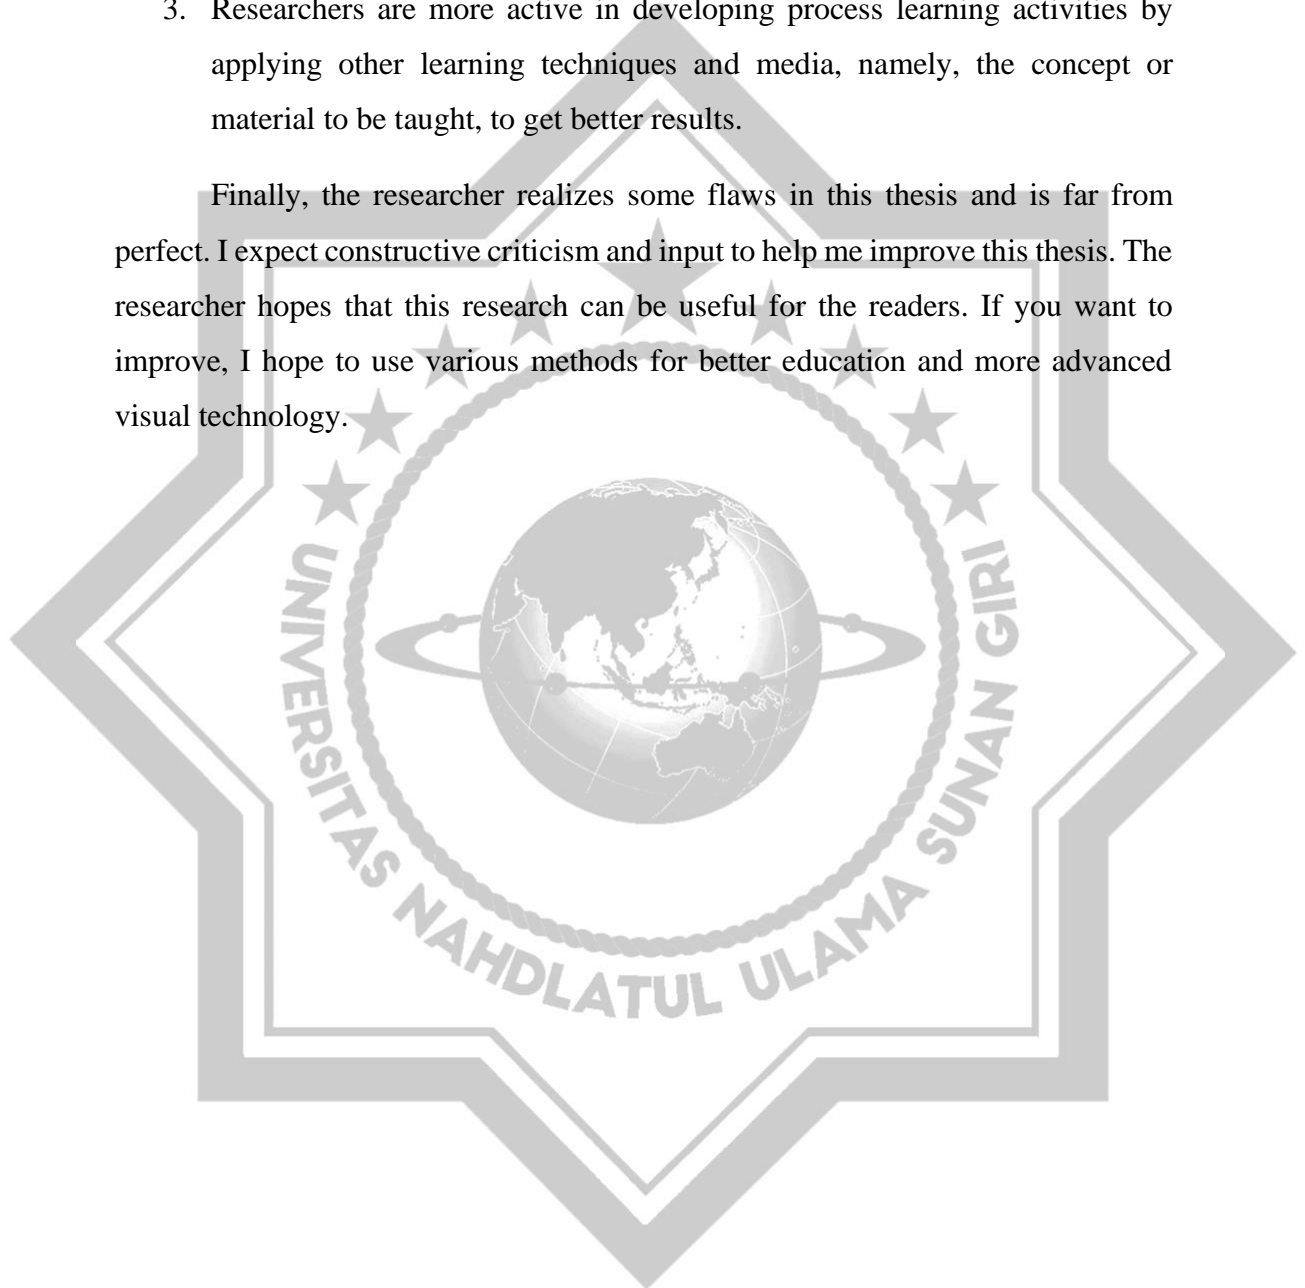 3. Researchers are more active in developing process learning activities by
applying other learning techniques and media, namely, the concept or
material to be taught, to get better results.
Finally, the researcher realizes some flaws in this thesis and is far from
perfect. I expect constructive criticism and input to help me improve this thesis. The
researcher hopes that this research can be useful for the readers. If you want to
improve, I hope to use various methods for better education and more advanced
visual technology.
UNIVERSITAS NAHDLATUL ULAMA SUNAN GIRI